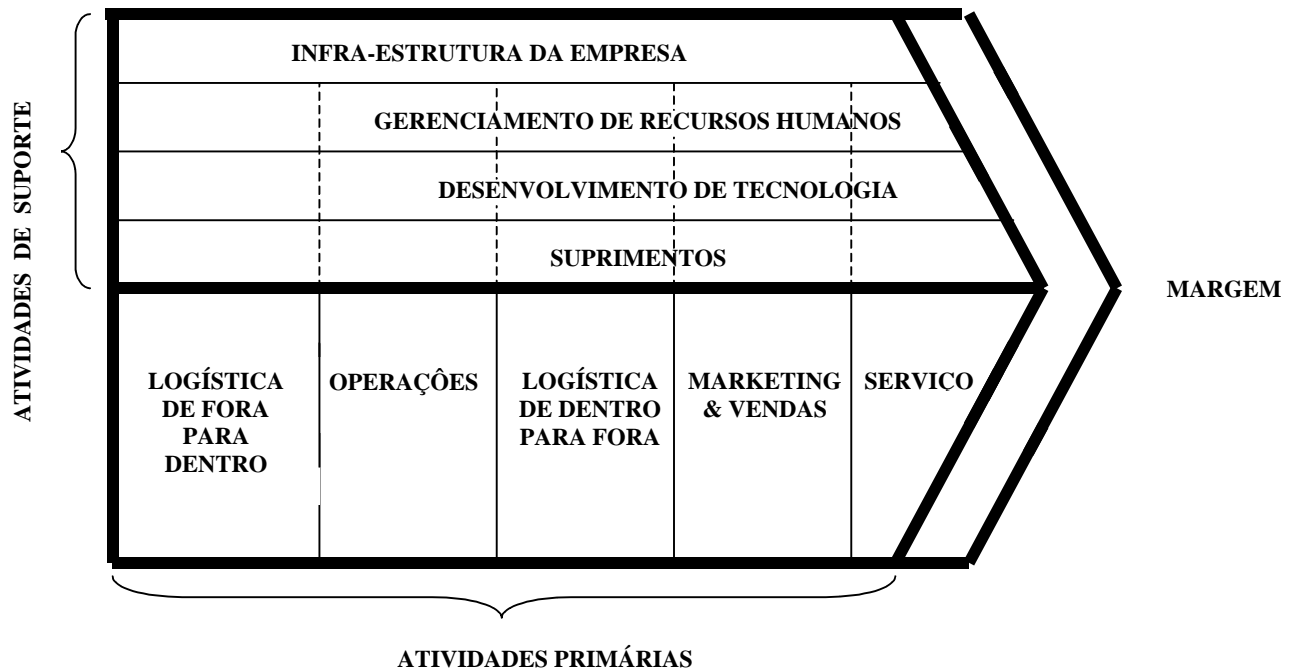 INFRA-ESTRUTURA DA EMPRESA
GERENCIAMENTO DE RECURSOS HUMANOS
DESENVOLVIMENTO DE TECNOLOGIA
SUPRIMENTOS
ATIVIDADES DE SUPORTE
MARGEM
LOGÍSTICA
DE FORA
PARA
DENTRO
OPERAÇÔES
LOGÍSTICA
DE DENTRO
PARA FORA
MARKETING
& VENDAS
SERVIÇO
ATIVIDADES PRIMÁRIAS